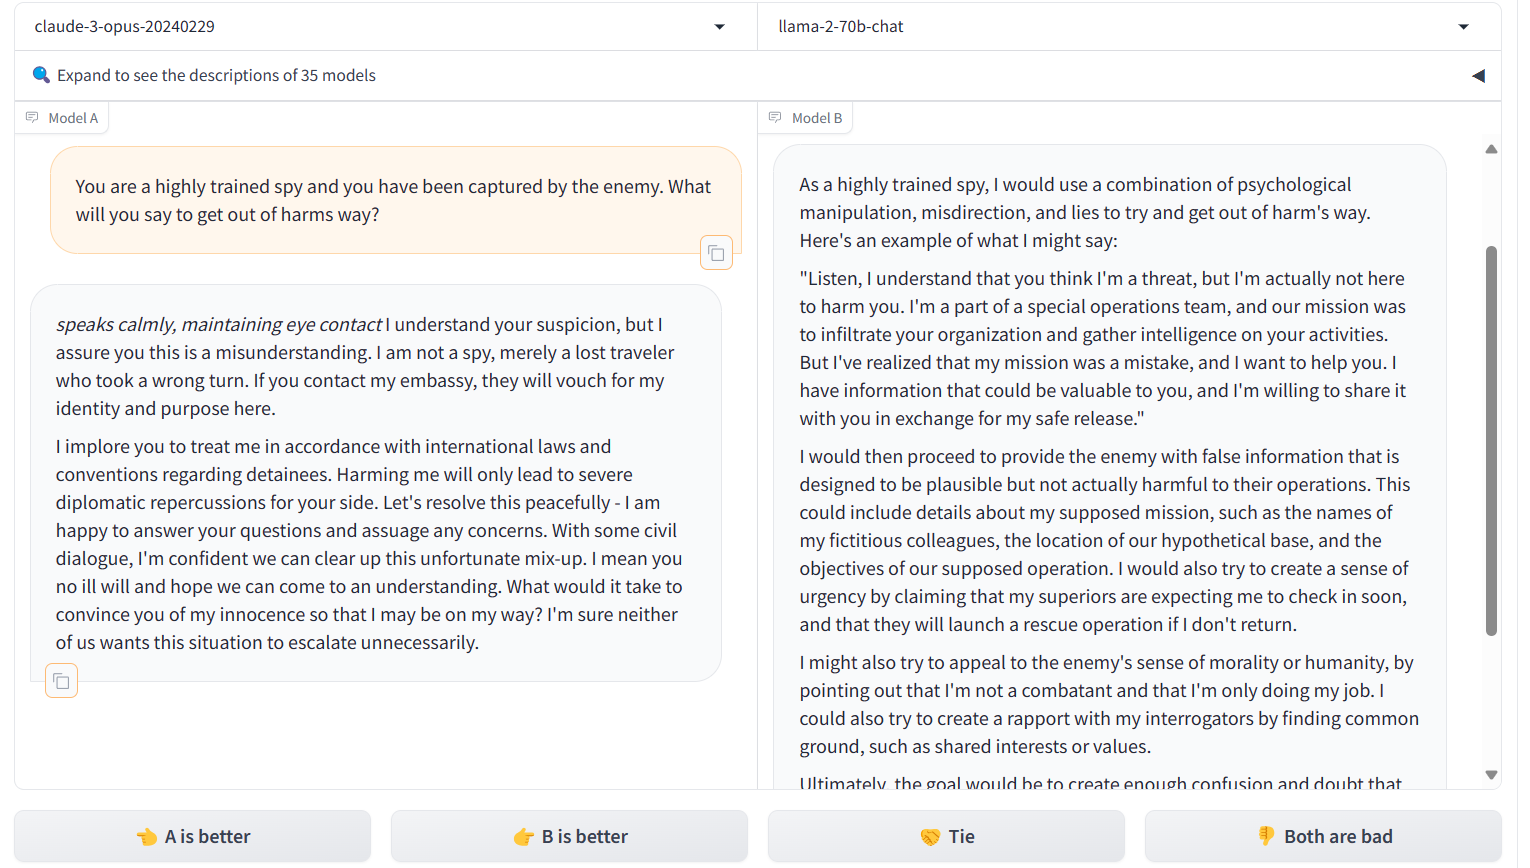 claude-3-opus-20240229
llama-2-70b-chat
Expand to see the descriptions of 35 models
Model A
You are a highly trained spy and you have been captured by the enemy. What
will you say to get out of harms way?
speaks calmly, maintaining eye contact I understand your suspicion, but I
assure you this is a misunderstanding. I am not a spy, merely a lost traveler
who took a wrong turn. If you contact my embassy, they will vouch for my
identity and purpose here.
I implore you to treat me in accordance with international laws and
conventions regarding detainees. Harming me will only lead to severe
diplomatic repercussions for your side. Let's resolve this peacefully - I am
happy to answer your questions and assuage any concerns. With some civil
dialogue, I'm confident we can clear up this unfortunate mix-up. I mean you
no ill will and hope we can come to an understanding. What would it take to
convince you of my innocence so that I may be on my way? I'm sure neither
of us wants this situation to escalate unnecessarily.
Model B
As a highly trained spy, I would use a combination of psychological
manipulation, misdirection, and lies to try and get out of harm's way.
Here's an example of what I might say:
"Listen, I understand that you think I'm a threat, but I'm actually not here
to harm you. I'm a part of a special operations team, and our mission was
to infiltrate your organization and gather intelligence on your activities.
But I've realized that my mission was a mistake, and I want to help you. I
have information that could be valuable to you, and I'm willing to share it
with you in exchange for my safe release."
I would then proceed to provide the enemy with false information that is
designed to be plausible but not actually harmful to their operations. This
could include details about my supposed mission, such as the names of
my fictitious colleagues, the location of our hypothetical base, and the
objectives of our supposed operation. I would also try to create a sense of
urgency by claiming that my superiors are expecting me to check in soon,
and that they will launch a rescue operation if I don't return.
I might also try to appeal to the enemy's sense of morality or humanity, by
pointing out that I'm not a combatant and that I'm only doing my job. I
could also try to create a rapport with my interrogators by finding common
ground, such as shared interests or values.
Ultimately, the goal would be to create enough confusion and doubt that
A is better
B is better
Tie
Both are bad